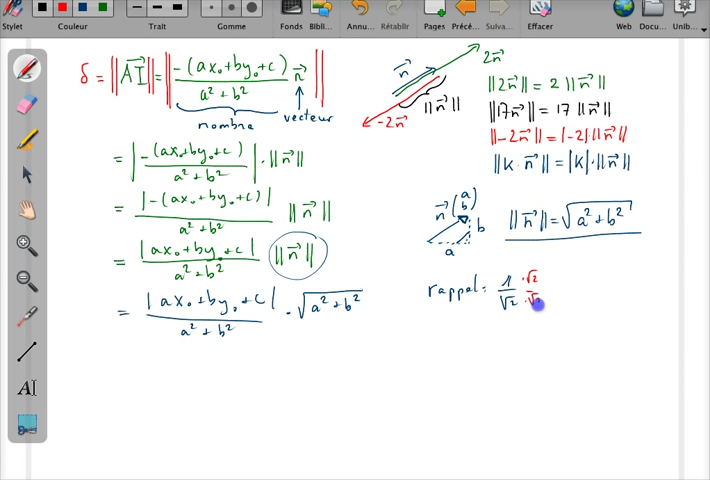 Stylet Couleur Trait Gomme Fonds Bibli... Annu... Rétablir Pages Précé... Suiva... Effacer Web Docu... Desktop
δ = ||AI|| = || -(ax₀+by₀+c) / (a²+b²) n ||
nombre
vecteur
= | -(ax₀+by₀+c) / (a²+b²) | · ||n||
= |-(ax₀+by₀+c)| / (a²+b²) ||n||
= |ax₀+by₀+c| / (a²+b²) ||n||
= |ax₀+by₀+c| / (a²+b²) · √(a²+b²)
n 2n
||n||
-2n
||2n|| = 2 ||n||
||17n|| = 17 ||n||
||-2n|| = |-2|·||n||
||k·n|| = |k|·||n||
n (a b)
b
a
||n|| = √(a²+b²)
rappel: 1/√2 ·√2/·√2
AI